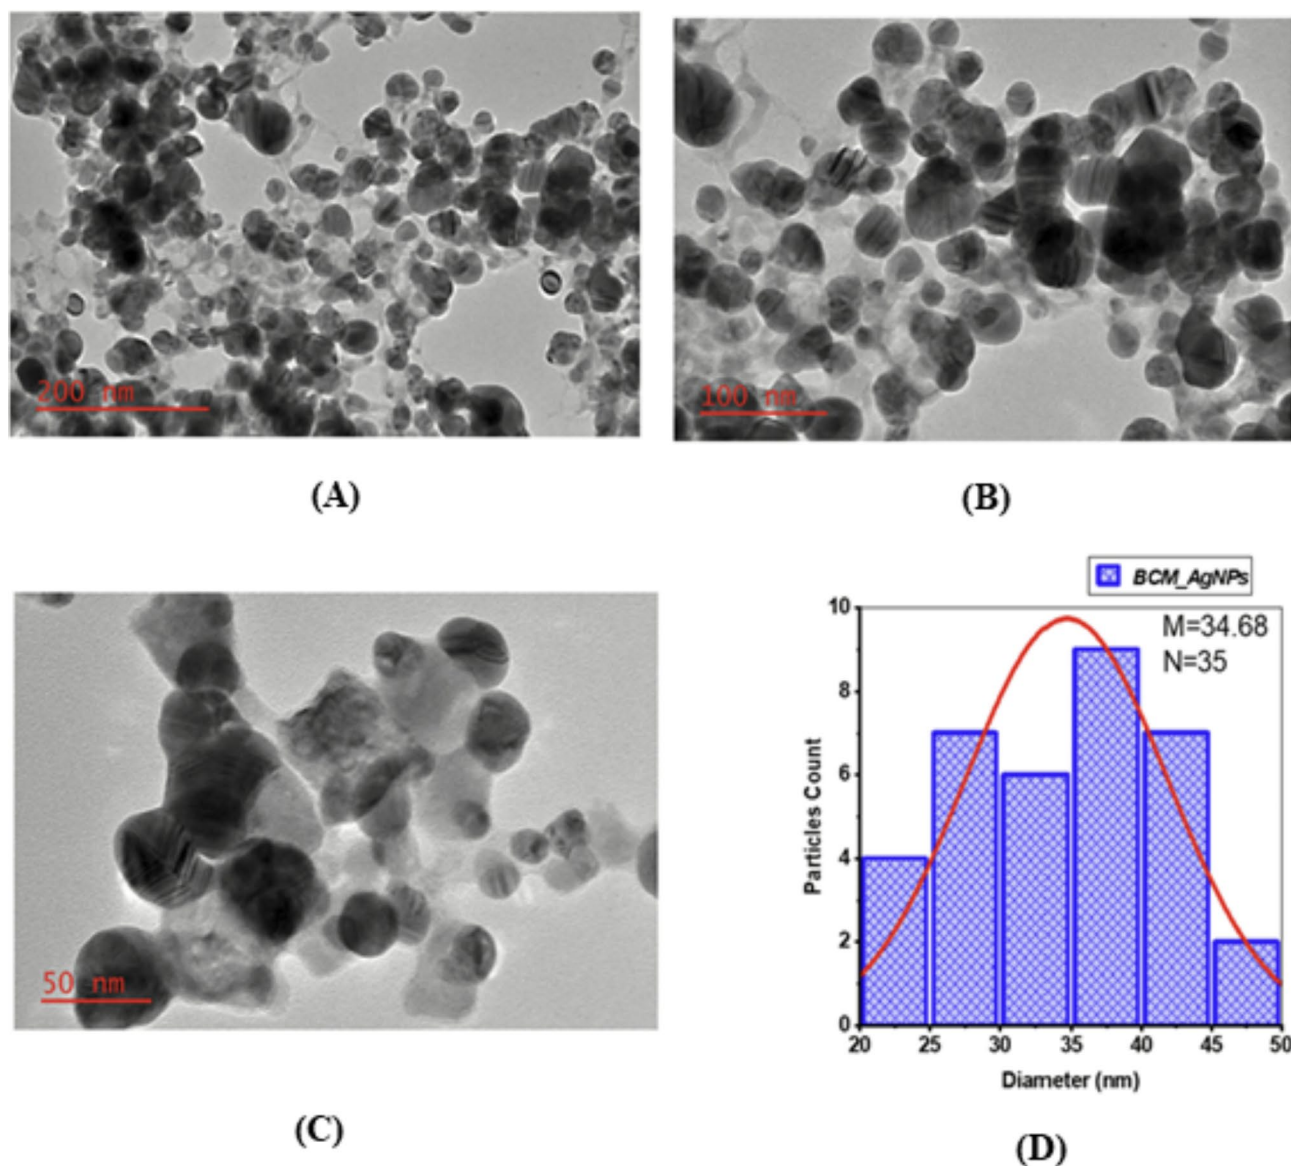 200 nm
100 nm
(A)
(B)
50 nm
(C)
BCM_AgNPs
M=34.68
N=35
10
8
6
4
2
0
Particles Count
20 25 30 35 40 45 50
Diameter (nm)
(D)